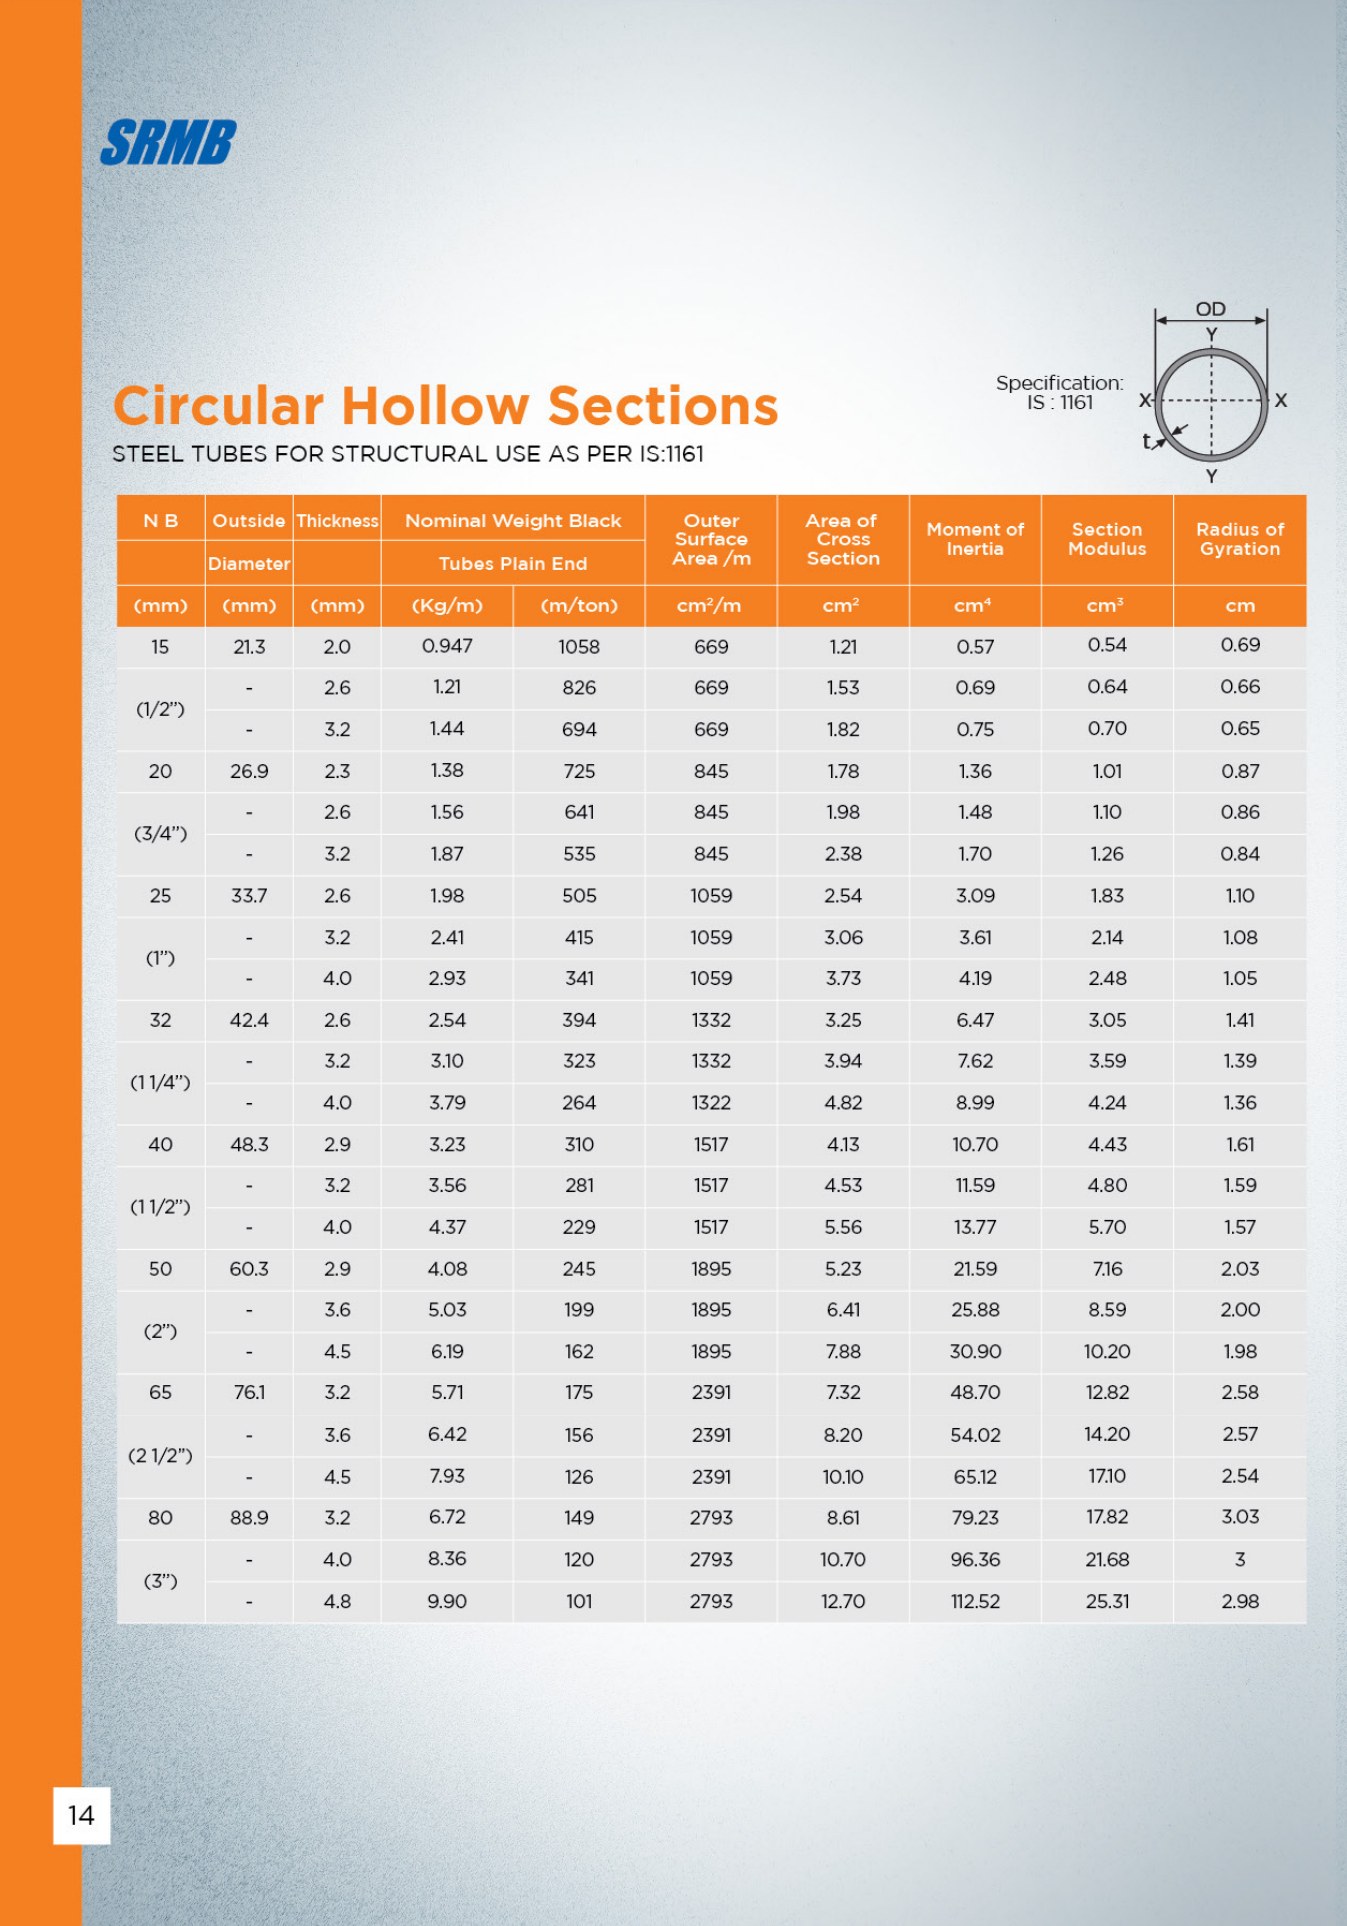 SRMB
OD
Y
Specification:
IS : 1161
X X
t
Y
Circular Hollow Sections
STEEL TUBES FOR STRUCTURAL USE AS PER IS:1161
N B Outside Thickness Nominal Weight Black Outer Surface Area /m Area of Cross Section Moment of Inertia Section Modulus Radius of Gyration
Diameter Tubes Plain End
(mm) (mm) (mm) (Kg/m) (m/ton) cm²/m cm² cm⁴ cm³ cm
15 21.3 2.0 0.947 1058 669 1.21 0.57 0.54 0.69
(1/2”) - 2.6 1.21 826 669 1.53 0.69 0.64 0.66
- 3.2 1.44 694 669 1.82 0.75 0.70 0.65
20 26.9 2.3 1.38 725 845 1.78 1.36 1.01 0.87
(3/4”) - 2.6 1.56 641 845 1.98 1.48 1.10 0.86
- 3.2 1.87 535 845 2.38 1.70 1.26 0.84
25 33.7 2.6 1.98 505 1059 2.54 3.09 1.83 1.10
(1”) - 3.2 2.41 415 1059 3.06 3.61 2.14 1.08
- 4.0 2.93 341 1059 3.73 4.19 2.48 1.05
32 42.4 2.6 2.54 394 1332 3.25 6.47 3.05 1.41
(1 1/4”) - 3.2 3.10 323 1332 3.94 7.62 3.59 1.39
- 4.0 3.79 264 1322 4.82 8.99 4.24 1.36
40 48.3 2.9 3.23 310 1517 4.13 10.70 4.43 1.61
(1 1/2”) - 3.2 3.56 281 1517 4.53 11.59 4.80 1.59
- 4.0 4.37 229 1517 5.56 13.77 5.70 1.57
50 60.3 2.9 4.08 245 1895 5.23 21.59 7.16 2.03
(2”) - 3.6 5.03 199 1895 6.41 25.88 8.59 2.00
- 4.5 6.19 162 1895 7.88 30.90 10.20 1.98
65 76.1 3.2 5.71 175 2391 7.32 48.70 12.82 2.58
(2 1/2”) - 3.6 6.42 156 2391 8.20 54.02 14.20 2.57
- 4.5 7.93 126 2391 10.10 65.12 17.10 2.54
80 88.9 3.2 6.72 149 2793 8.61 79.23 17.82 3.03
(3”) - 4.0 8.36 120 2793 10.70 96.36 21.68 3
- 4.8 9.90 101 2793 12.70 112.52 25.31 2.98
14